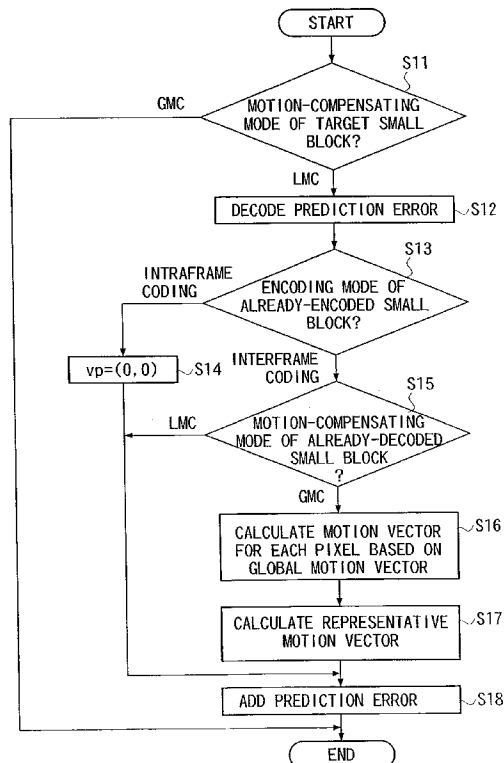 START
S11
GMC
MOTION-COMPENSATING
MODE OF TARGET SMALL
BLOCK?
LMC
DECODE PREDICTION ERROR
S12
S13
INTRAFRAME
CODING
ENCODING MODE OF
ALREADY-ENCODED SMALL
BLOCK?
vp=(0,0)
S14
INTERFRAME
CODING
S15
LMC
MOTION-COMPENSATING
MODE OF ALREADY-DECODED
SMALL BLOCK
?
GMC
CALCULATE MOTION VECTOR
FOR EACH PIXEL BASED ON
GLOBAL MOTION VECTOR
S16
CALCULATE REPRESENTATIVE
MOTION VECTOR
S17
ADD PREDICTION ERROR
S18
END